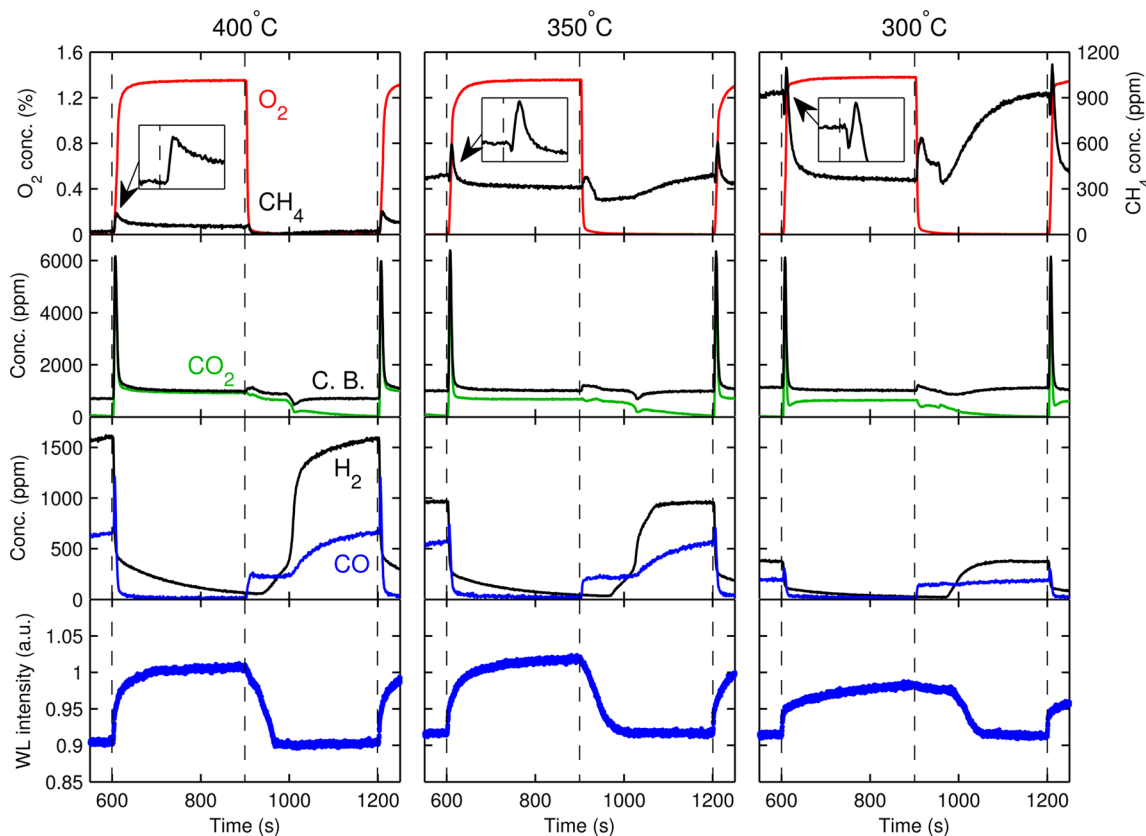 400°C 350°C 300°C
1.6 1200
1.2 900
0.8 600
0.4 300
0 0
O₂ conc. (%)
CH₄ conc. (ppm)
O₂
CH₄
6000
4000
2000
0
Conc. (ppm)
CO₂
C. B.
1500
1000
500
0
Conc. (ppm)
H₂
CO
1.05
1
0.95
0.9
0.85
WL intensity (a.u.)
600 800 1000 1200 600 800 1000 1200 600 800 1000 1200
Time (s) Time (s) Time (s)